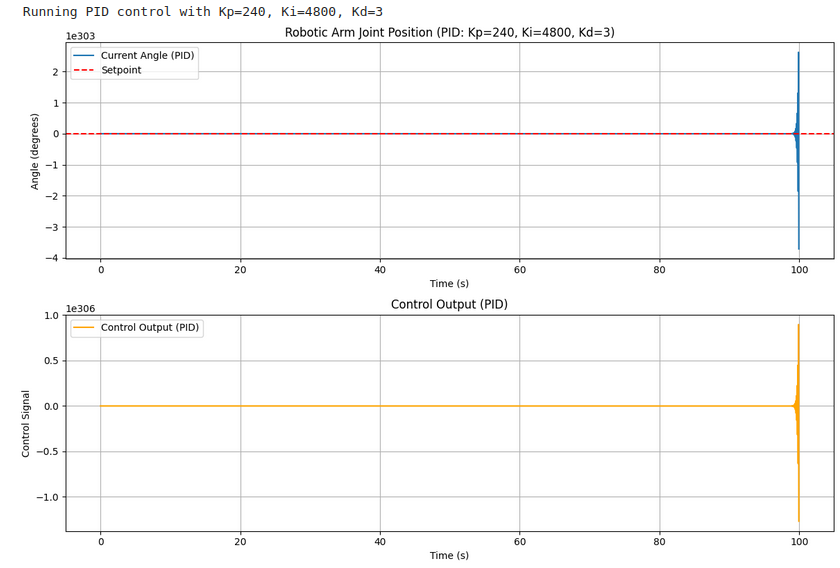 Running PID control with Kp=240, Ki=4800, Kd=3
Robotic Arm Joint Position (PID: Kp=240, Ki=4800, Kd=3)
1e303
Current Angle (PID)
Setpoint
2
1
0
−1
−2
−3
−4
Angle (degrees)
0 20 40 60 80 100
Time (s)
Control Output (PID)
1e306
Control Output (PID)
1.0
0.5
0.0
−0.5
−1.0
Control Signal
0 20 40 60 80 100
Time (s)